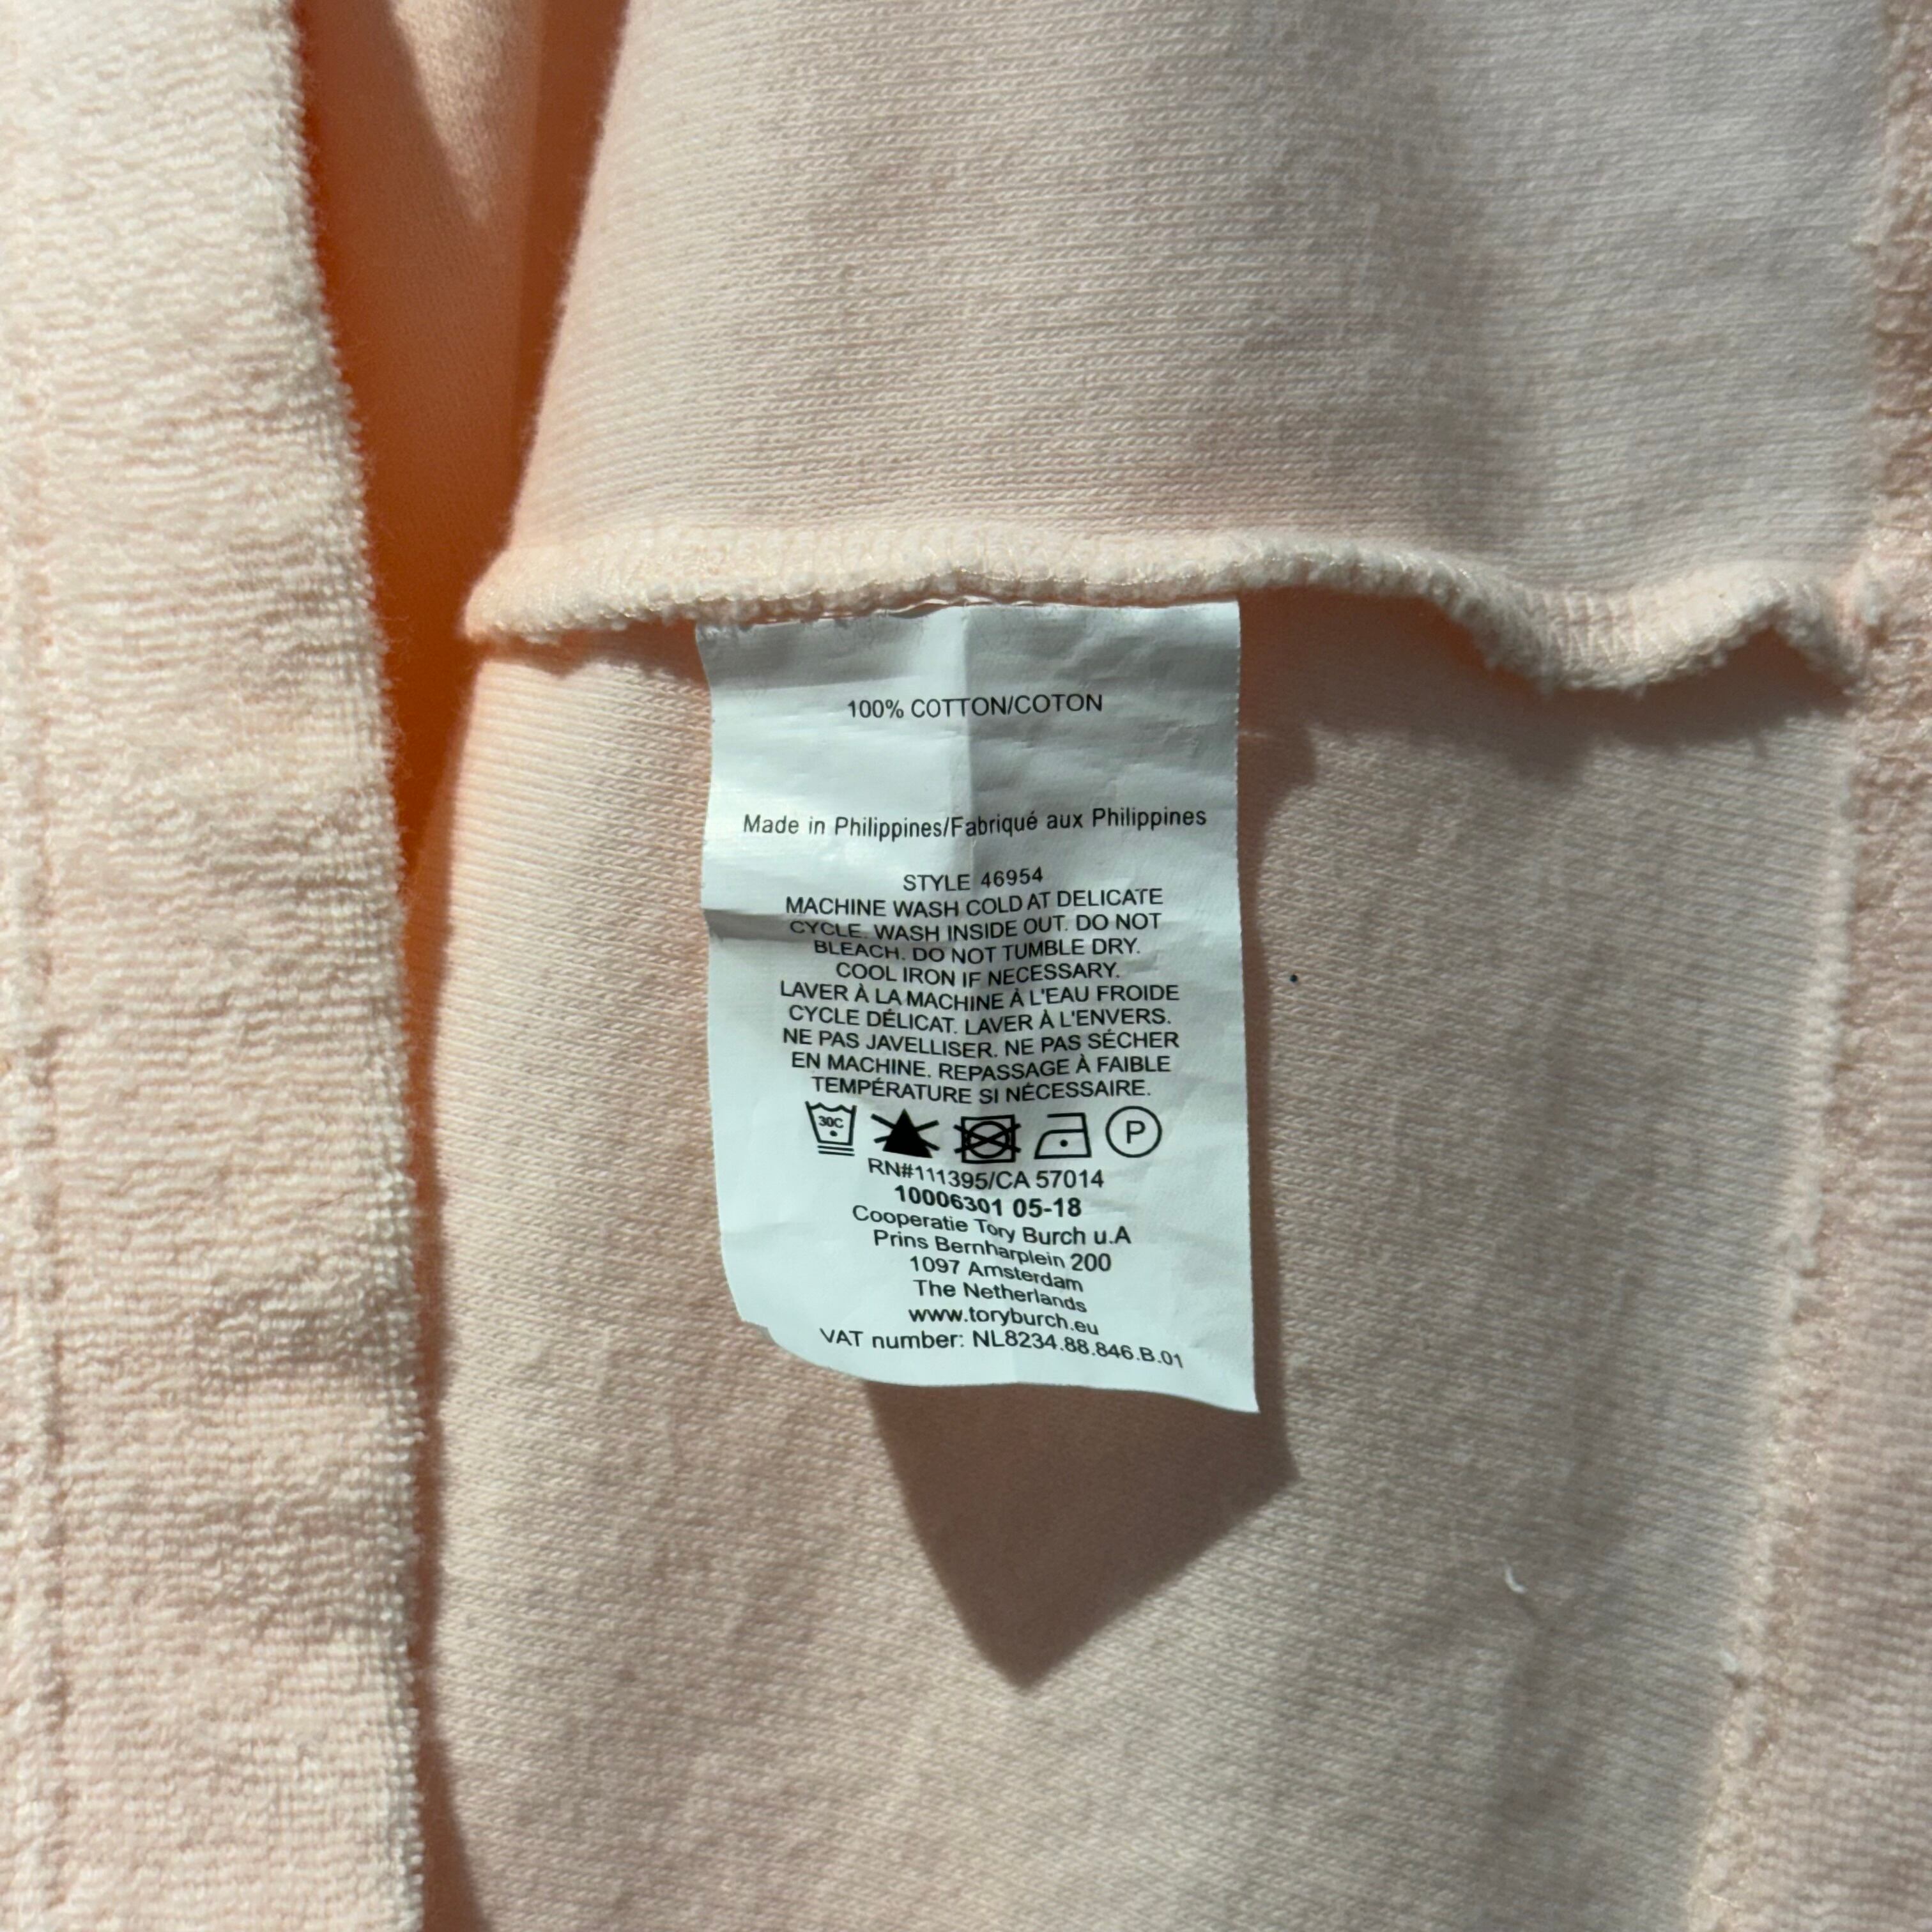 100% COTTON/COTON
Made in Philippines/Fabriqué aux Philippines
STYLE 46954
MACHINE WASH COLD AT DELICATE
CYCLE. WASH INSIDE OUT. DO NOT
BLEACH. DO NOT TUMBLE DRY.
COOL IRON IF NECESSARY.
LAVER À LA MACHINE À L'EAU FROIDE
CYCLE DÉLICAT. LAVER À L'ENVERS.
NE PAS JAVELLISER. NE PAS SÉCHER
EN MACHINE. REPASSAGE À FAIBLE
TEMPÉRATURE SI NÉCESSAIRE.
30C P
RN#111395/CA 57014
10006301 05-18
Cooperatie Tory Burch u.A
Prins Bernharplein 200
1097 Amsterdam
The Netherlands
www.toryburch.eu
VAT number: NL8234.88.846.B.01